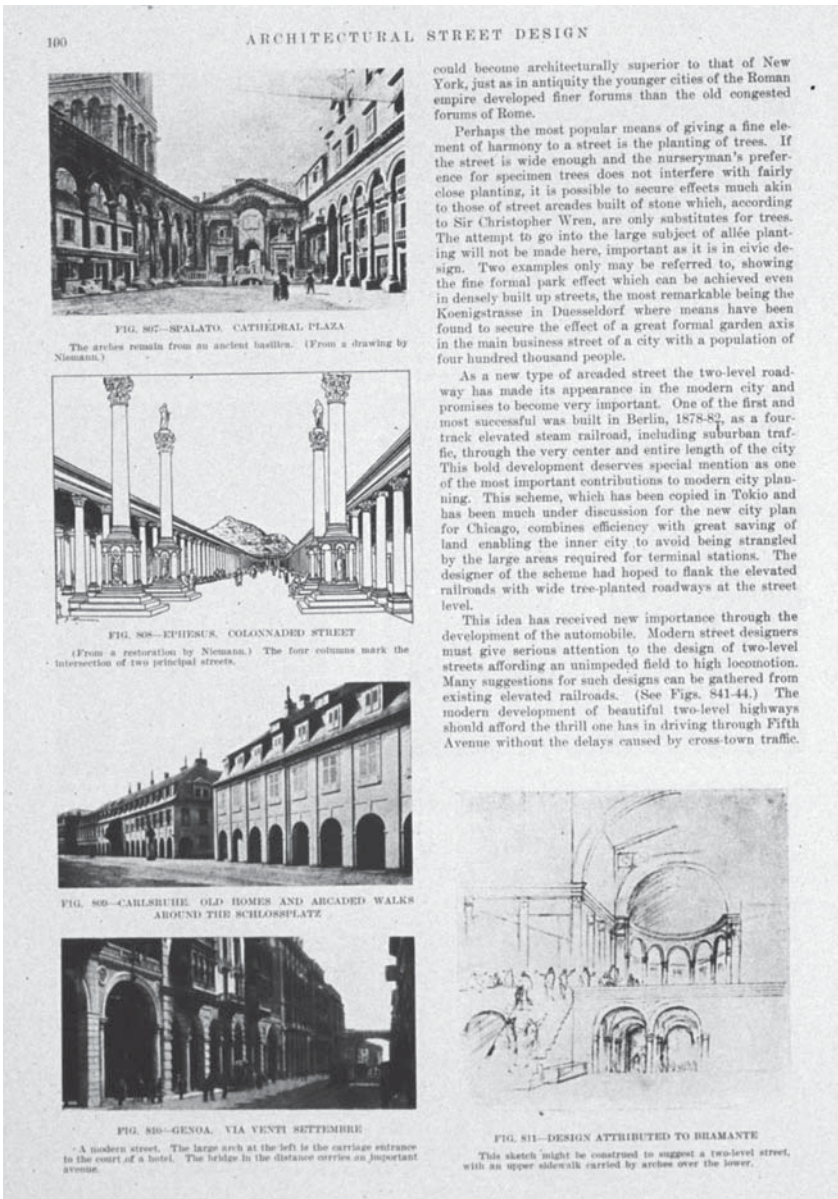 100
ARCHITECTURAL STREET DESIGN
FIG. 807—SPALATO. CATHEDRAL PLAZA
The arches remain from an ancient basilica. (From a drawing by
Niemann.)
FIG. 808—EPHESUS. COLONNADED STREET
(From a restoration by Niemann.) The four columns mark the
intersection of two principal streets.
FIG. 809—CARLSRUHE. OLD HOMES AND ARCADED WALKS
AROUND THE SCHLOSSPLATZ
FIG. 810—GENOA. VIA VENTI SETTEMBRE
A modern street. The large arch at the left is the carriage entrance
to the court of a hotel. The bridge in the distance carries an important
avenue.
could become architecturally superior to that of New
York, just as in antiquity the younger cities of the Roman
empire developed finer forums than the old congested
forums of Rome.
Perhaps the most popular means of giving a fine ele-
ment of harmony to a street is the planting of trees. If
the street is wide enough and the nurseryman's prefer-
ence for specimen trees does not interfere with fairly
close planting, it is possible to secure effects much akin
to those of street arcades built of stone which, according
to Sir Christopher Wren, are only substitutes for trees.
The attempt to go into the large subject of allée plant-
ing will not be made here, important as it is in civic de-
sign. Two examples only may be referred to, showing
the fine formal park effect which can be achieved even
in densely built up streets, the most remarkable being the
Koenigstrasse in Duesseldorf where means have been
found to secure the effect of a great formal garden axis
in the main business street of a city with a population of
four hundred thousand people.
As a new type of arcaded street the two-level road-
way has made its appearance in the modern city and
promises to become very important. One of the first and
most successful was built in Berlin, 1878-82, as a four-
track elevated steam railroad, including suburban traf-
fic, through the very center and entire length of the city
This bold development deserves special mention as one
of the most important contributions to modern city plan-
ning. This scheme, which has been copied in Tokio and
has been much under discussion for the new city plan
for Chicago, combines efficiency with great saving of
land enabling the inner city to avoid being strangled
by the large areas required for terminal stations. The
designer of the scheme had hoped to flank the elevated
railroads with wide tree-planted roadways at the street
level.
This idea has received new importance through the
development of the automobile. Modern street designers
must give serious attention to the design of two-level
streets affording an unimpeded field to high locomotion.
Many suggestions for such designs can be gathered from
existing elevated railroads. (See Figs. 841-44.) The
modern development of beautiful two-level highways
should afford the thrill one has in driving through Fifth
Avenue without the delays caused by cross-town traffic.
FIG. 811—DESIGN ATTRIBUTED TO BRAMANTE
This sketch might be construed to suggest a two-level street,
with an upper sidewalk carried by arches over the lower.